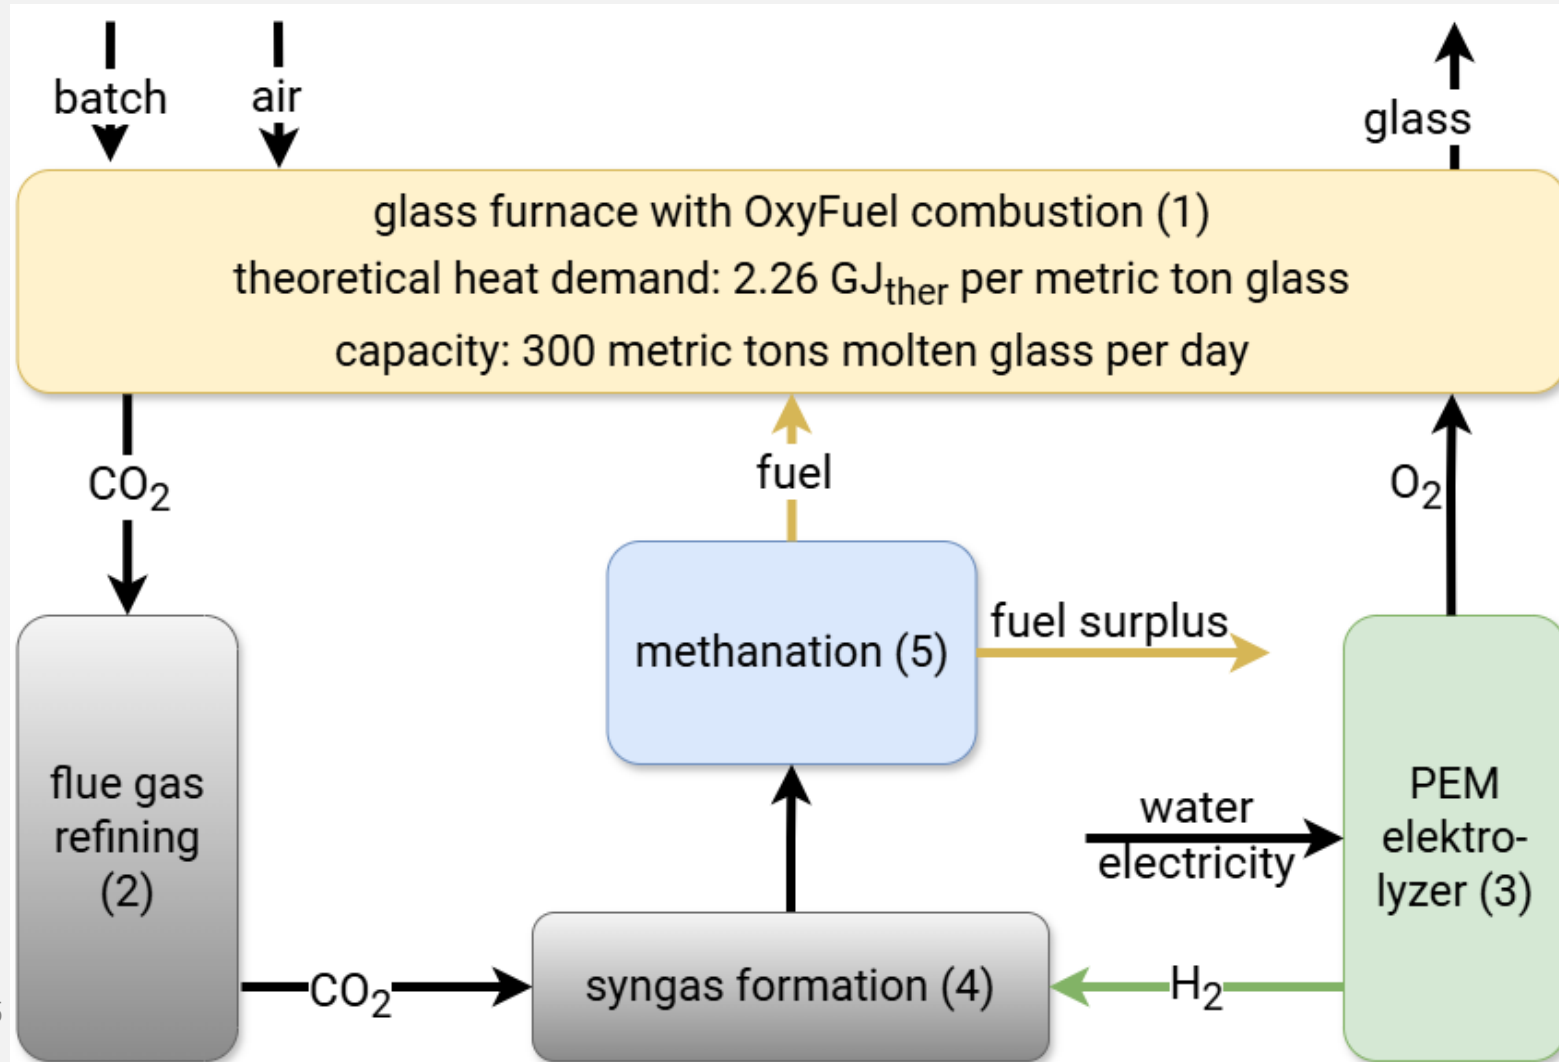 batch
air
glass
glass furnace with OxyFuel combustion (1)
theoretical heat demand: 2.26 GJther per metric ton glass
capacity: 300 metric tons molten glass per day
CO2
fuel
O2
methanation (5)
fuel surplus
flue gas
refining
(2)
water
electricity
PEM
elektro-
lyzer (3)
CO2
syngas formation (4)
H2